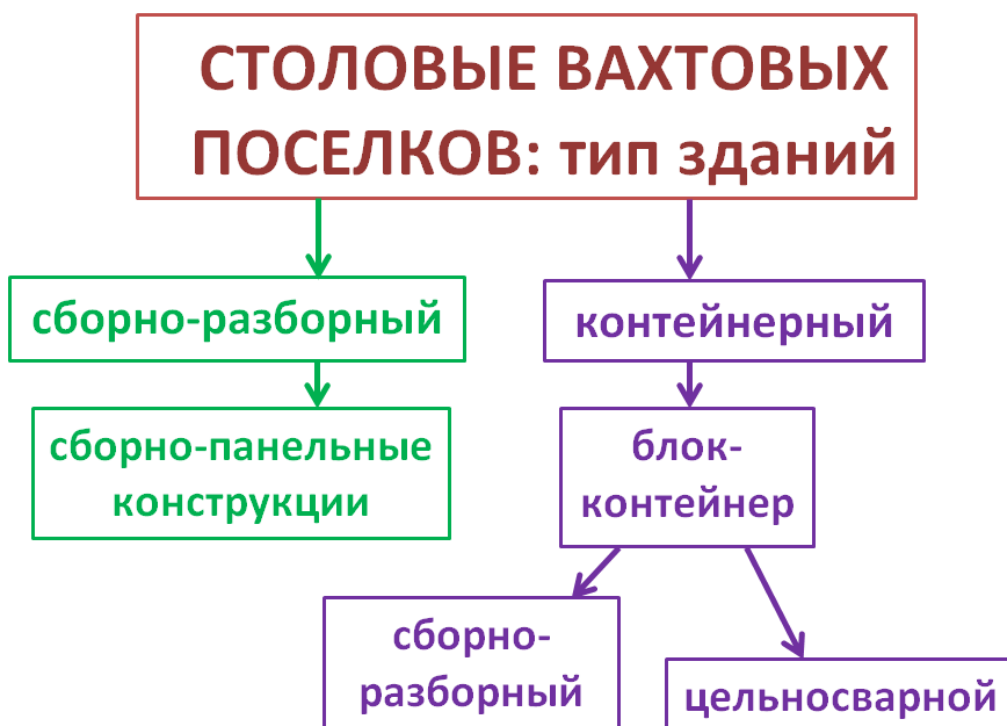 СТОЛОВЫЕ ВАХТОВЫХ
ПОСЕЛКОВ: тип зданий
сборно-разборный
контейнерный
сборно-панельные
конструкции
блок-
контейнер
сборно-
разборный
цельносварной